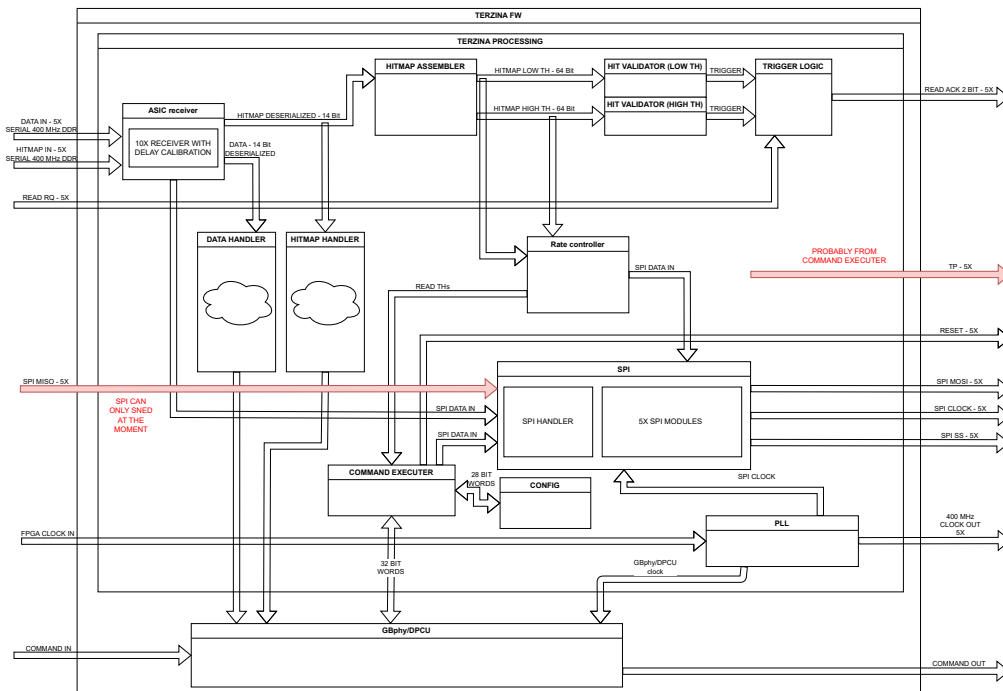 TERZINA FW
TERZINA PROCESSING
HITMAP ASSEMBLER
HITMAP LOW TH - 64 Bit
HIT VALIDATOR (LOW TH)
TRIGGER
TRIGGER LOGIC
READ ACK 2 BIT - 5X
HITMAP HIGH TH - 64 Bit
HIT VALIDATOR (HIGH TH)
TRIGGER
ASIC receiver
HITMAP DESERIALIZED - 14 Bit
DATA IN - 5X
SERIAL 400 MHz DDR
10X RECEIVER WITH
DELAY CALIBRATION
DATA - 14 Bit
DESERIALIZED
HITMAP IN - 5X
SERIAL 400 MHz DDR
READ RQ - 5X
DATA HANDLER
HITMAP HANDLER
Rate controller
PROBABLY FROM
COMMAND EXECUTER
TP - 5X
SPI DATA IN
READ THs
RESET - 5X
SPI
SPI MISO - 5X
SPI MOSI - 5X
SPI CAN
ONLY SNED
AT THE
MOMENT
SPI DATA IN
SPI HANDLER
5X SPI MODULES
SPI CLOCK - 5X
SPI DATA IN
SPI SS - 5X
COMMAND EXECUTER
28 BIT
WORDS
CONFIG
SPI CLOCK
PLL
400 MHz
CLOCK OUT
5X
FPGA CLOCK IN
32 BIT
WORDS
GBphy/DPCU
clock
GBphy/DPCU
COMMAND IN
COMMAND OUT